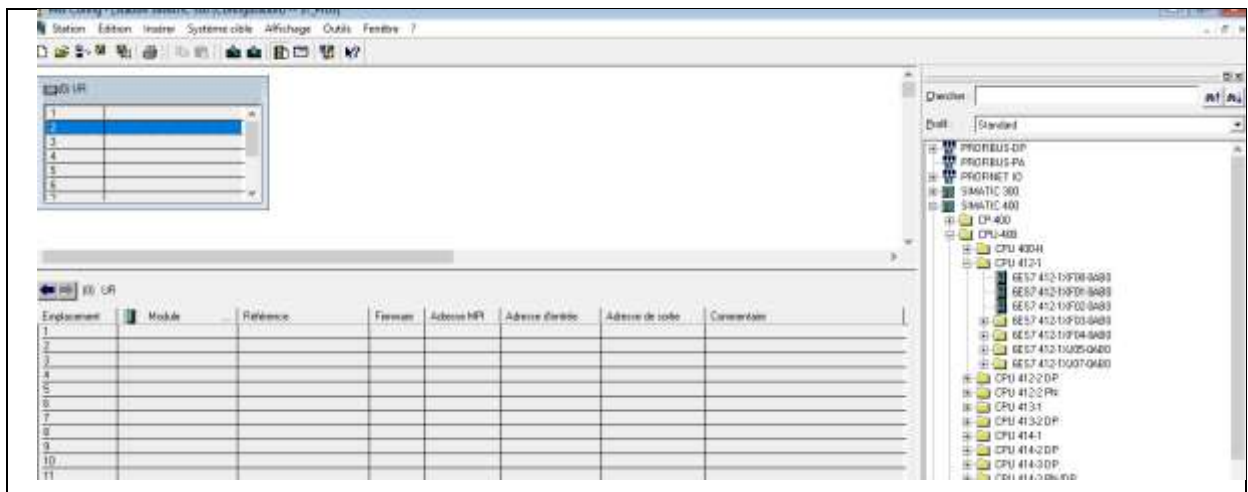 Station Edition Insérer Système cible Affichage Outils Fenêtre ?
(0) UR
1
2
3
4
5
6
7
Chercher
Profil Standard
PROFIBUS-DP
PROFIBUS-PA
PROFINET IO
SIMATIC 300
SIMATIC 400
CP-400
CPU-400
CPU 400-H
CPU 412-1
6ES7 412-1XF00-0AB0
6ES7 412-1XF01-0AB0
6ES7 412-1XF02-0AB0
6ES7 412-1XF03-0AB0
6ES7 412-1XF04-0AB0
6ES7 412-1XJ05-0AB0
6ES7 412-1XJ07-0AB0
CPU 412-2 DP
CPU 412-2 PN
CPU 413-1
CPU 413-2 DP
CPU 414-1
CPU 414-2 DP
CPU 414-3 DP
CPU 414-3 PN/DP
(0) UR
Emplacement Module ... Référence Firmware Adresse MPI Adresse d'entrée Adresse de sortie Commentaire
1
2
3
4
5
6
7
8
9
10
11